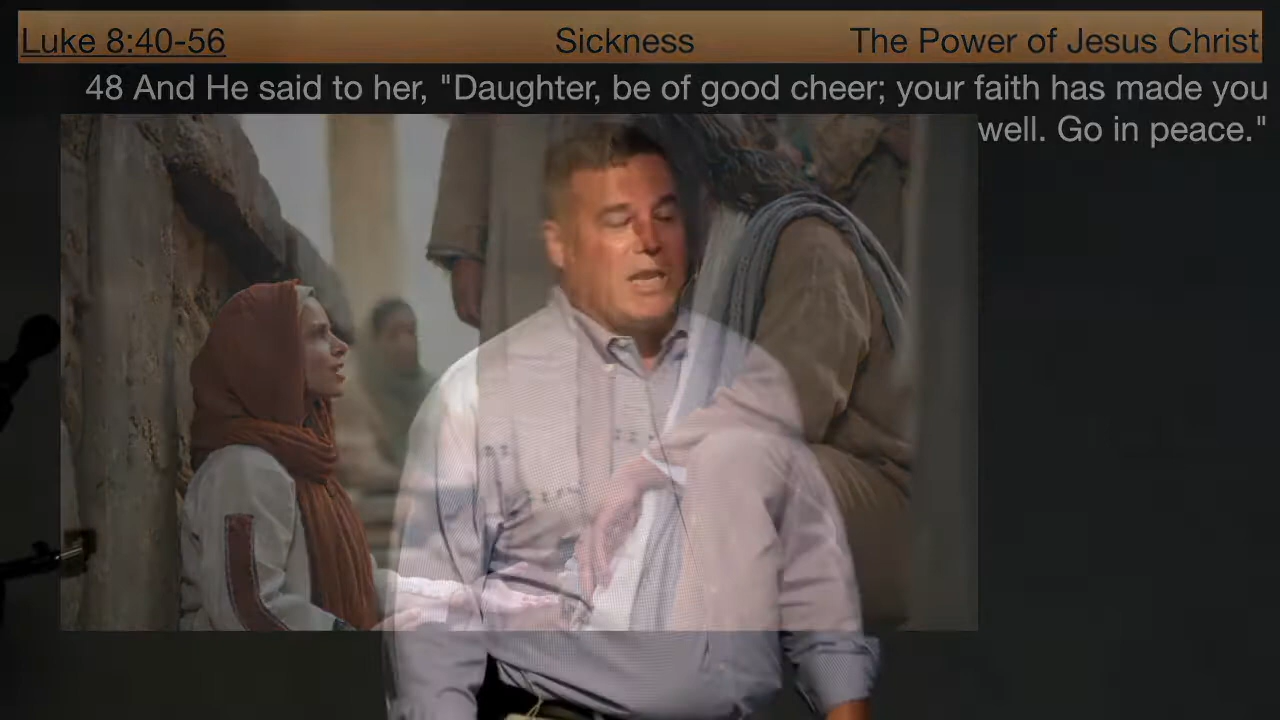 Luke 8:40-56 Sickness The Power of Jesus Christ
48 And He said to her, "Daughter, be of good cheer; your faith has made you
well. Go in peace."